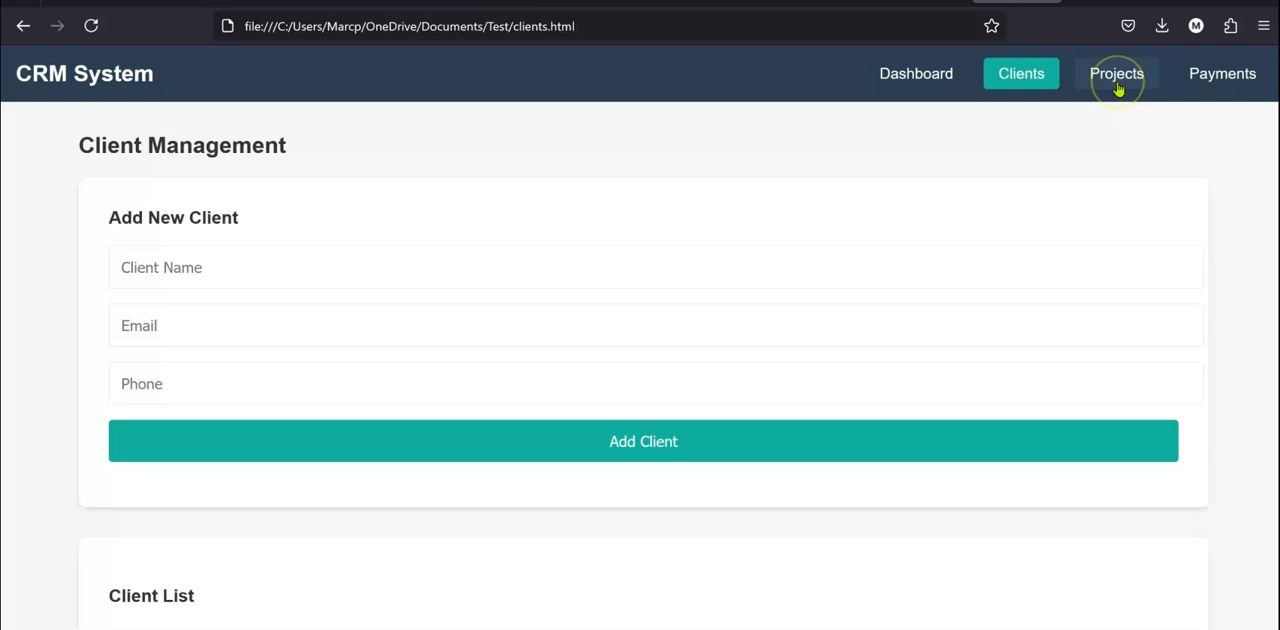 file:///C:/Users/Marcp/OneDrive/Documents/Test/clients.html
M
CRM System
Dashboard
Clients
Projects
Payments
Client Management
Add New Client
Client Name
Email
Phone
Add Client
Client List